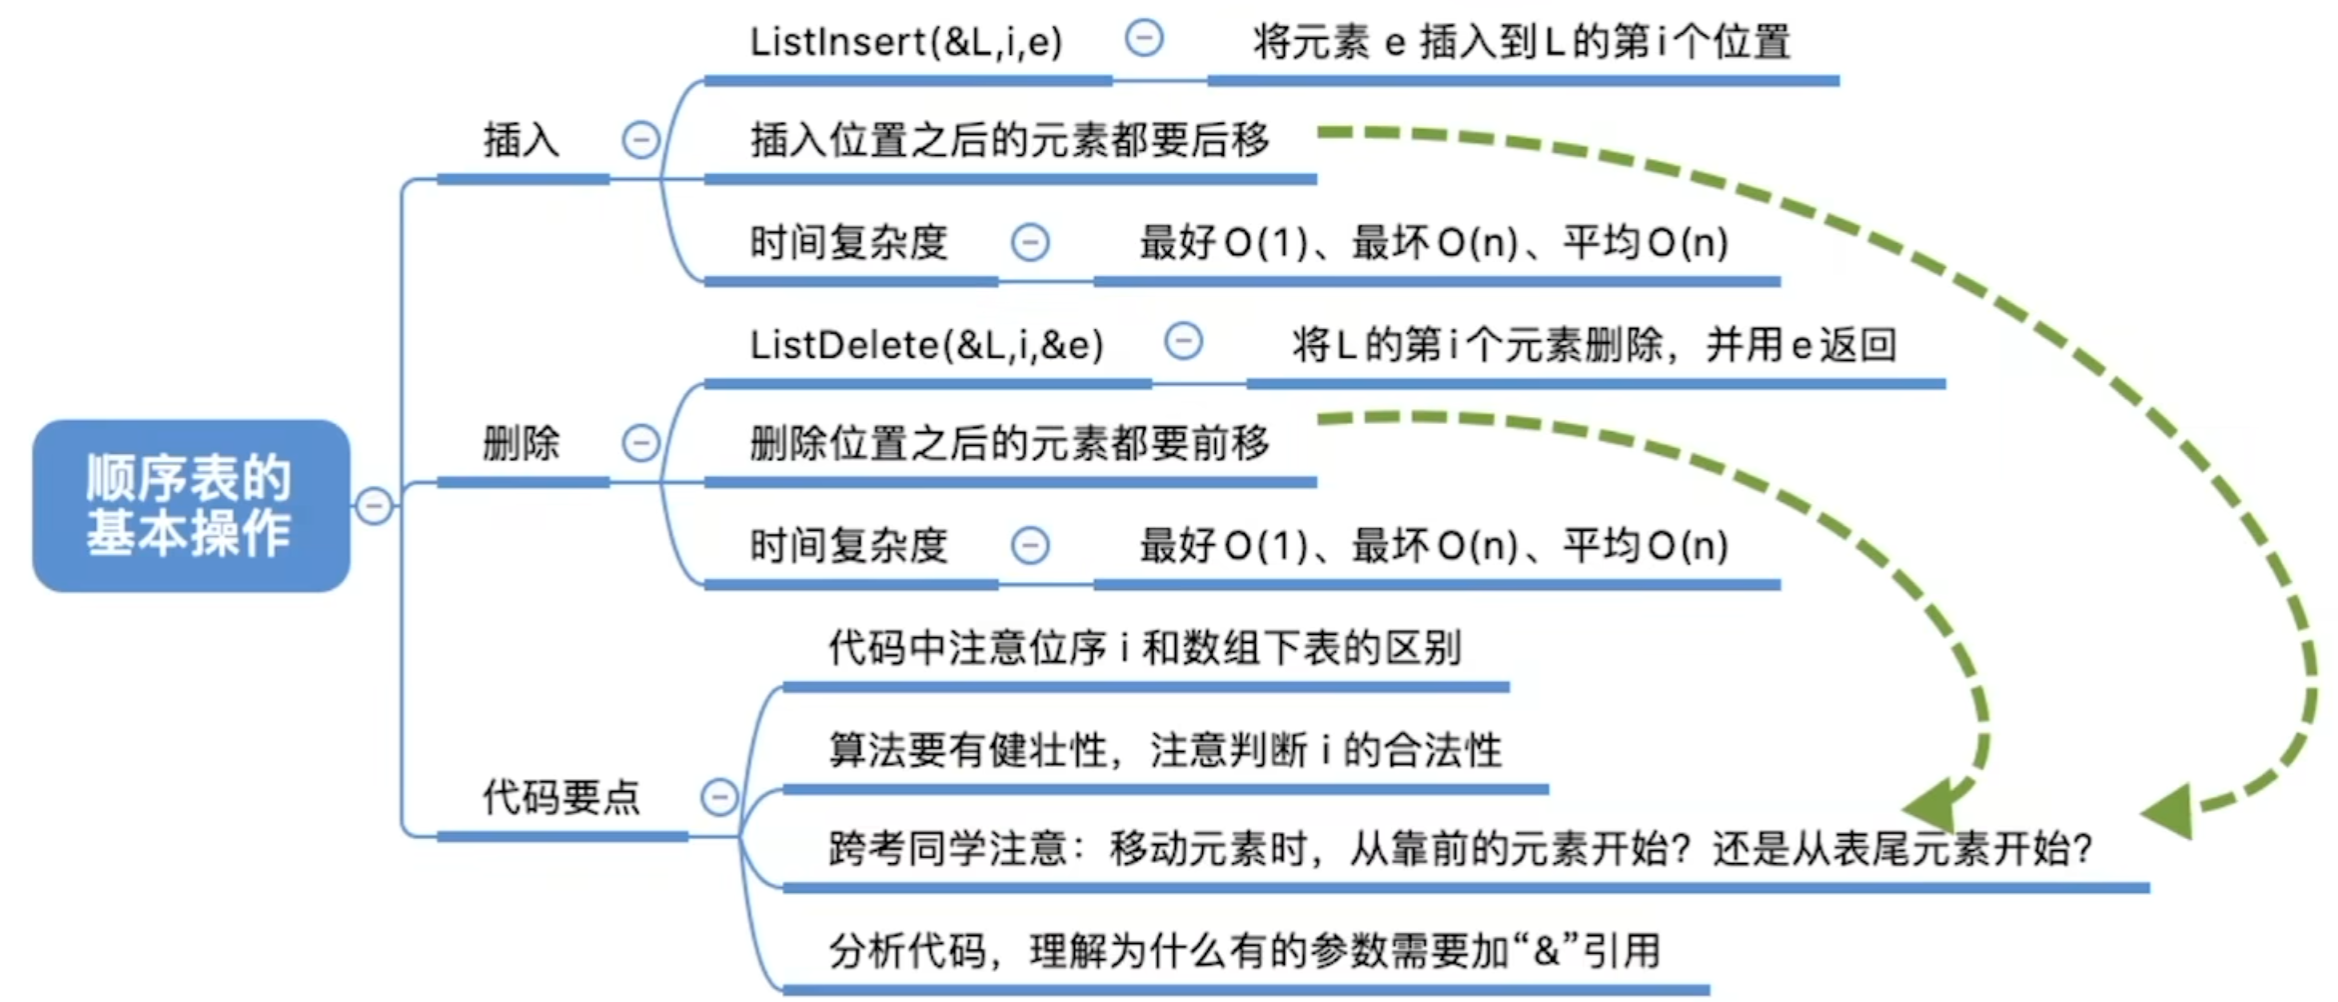 ListInsert(&L,i,e)
将元素 e 插入到L的第i个位置
插入
插入位置之后的元素都要后移
时间复杂度
最好O(1)、最坏O(n)、平均O(n)
ListDelete(&L,i,&e)
将L的第i个元素删除，并用e返回
顺序表的
基本操作
删除
删除位置之后的元素都要前移
时间复杂度
最好O(1)、最坏O(n)、平均O(n)
代码中注意位序 i 和数组下表的区别
算法要有健壮性，注意判断 i 的合法性
代码要点
跨考同学注意：移动元素时，从靠前的元素开始？还是从表尾元素开始？
分析代码，理解为什么有的参数需要加“&”引用